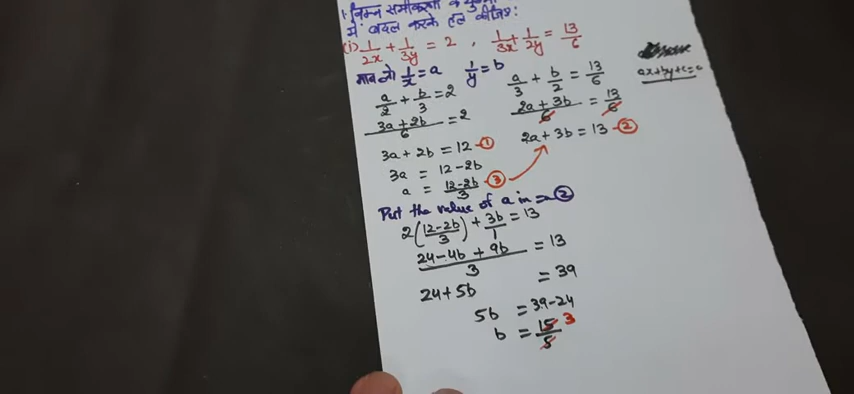 1. निम्न समीकरणों के युग्मों
में बदल करके हल कीजिए:
(i) 1/2x + 1/3y = 2 , 1/3x + 1/2y = 13/6
मान लो 1/x = a 1/y = b
ax+by+c=0
a/2 + b/3 = 2 a/3 + b/2 = 13/6
3a+2b/6 = 2 2a+3b/6 = 13/6
3a+2b = 12 –① 2a+3b = 13 –②
3a = 12-2b
a = 12-2b/3 –③
Put the value of a in = ②
2(12-2b/3) + 3b/1 = 13
24-4b+9b/3 = 13
24+5b = 39
5b = 39-24
b = 15/5 3